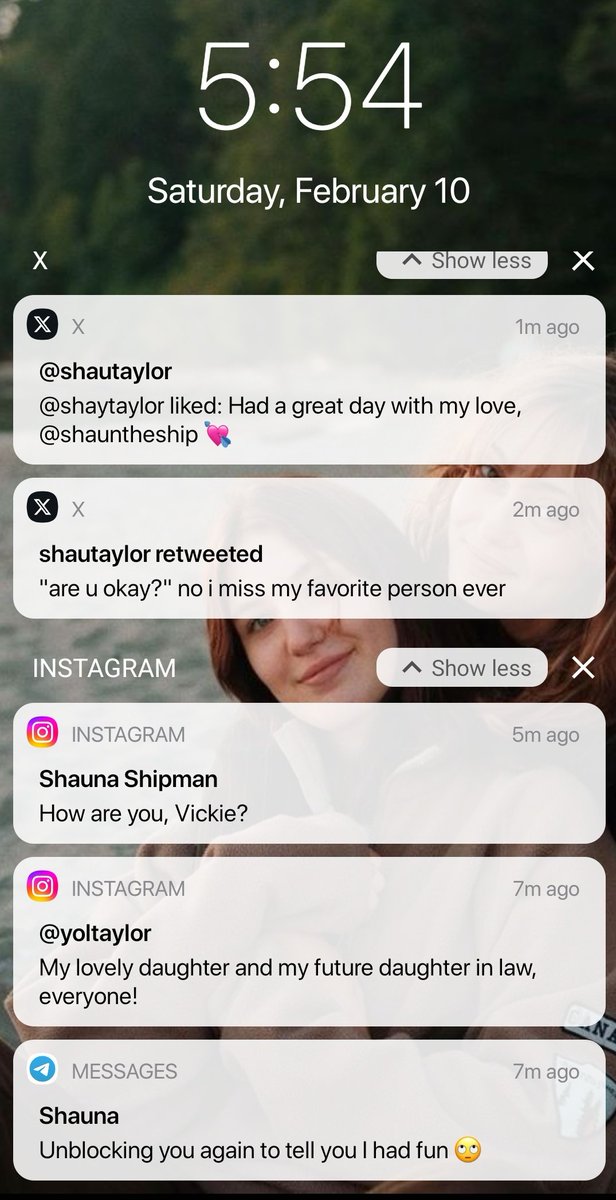 5:54
Saturday, February 10
X
Show less
X
1m ago
@shautaylor
@shaytaylor liked: Had a great day with my love,
@shauntheship 💘
X
2m ago
shautaylor retweeted
"are u okay?" no i miss my favorite person ever
INSTAGRAM
Show less
INSTAGRAM
5m ago
Shauna Shipman
How are you, Vickie?
INSTAGRAM
7m ago
@yoltaylor
My lovely daughter and my future daughter in law,
everyone!
MESSAGES
7m ago
Shauna
Unblocking you again to tell you I had fun 🙄